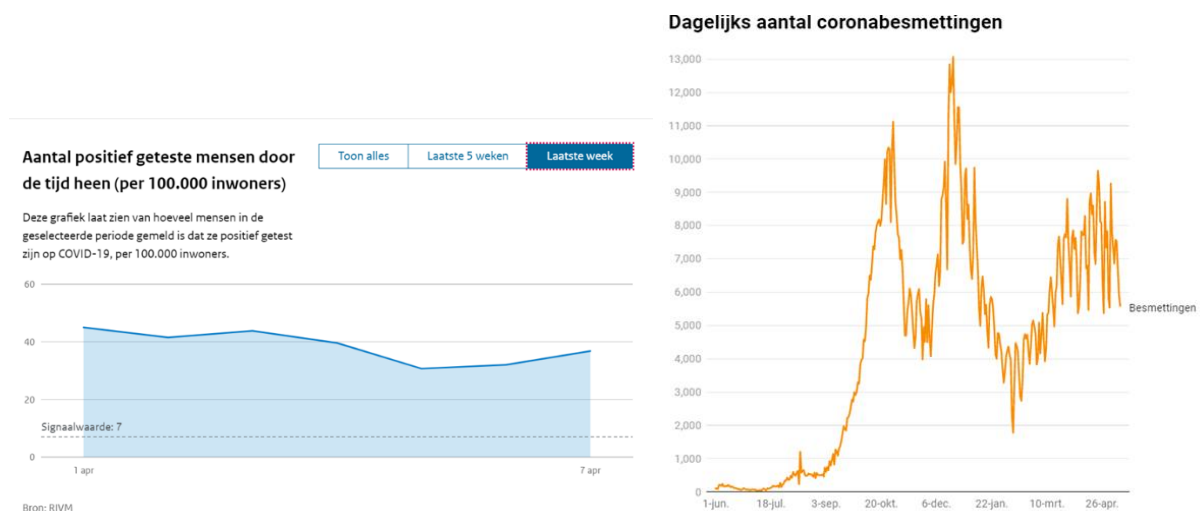 Aantal positief geteste mensen door
de tijd heen (per 100.000 inwoners)
Toon alles
Laatste 5 weken
Laatste week
Deze grafiek laat zien van hoeveel mensen in de
geselecteerde periode gemeld is dat ze positief getest
zijn op COVID-19, per 100.000 inwoners.
60
40
20
Signaalwaarde: 7
0
1 apr
7 apr
Bron: RIVM
Dagelijks aantal coronabesmettingen
13,000
12,000
11,000
10,000
9,000
8,000
7,000
6,000
5,000
4,000
3,000
2,000
1,000
0
Besmettingen
1-jun.
18-jul.
3-sep.
20-okt.
6-dec.
22-jan.
10-mrt.
26-apr.